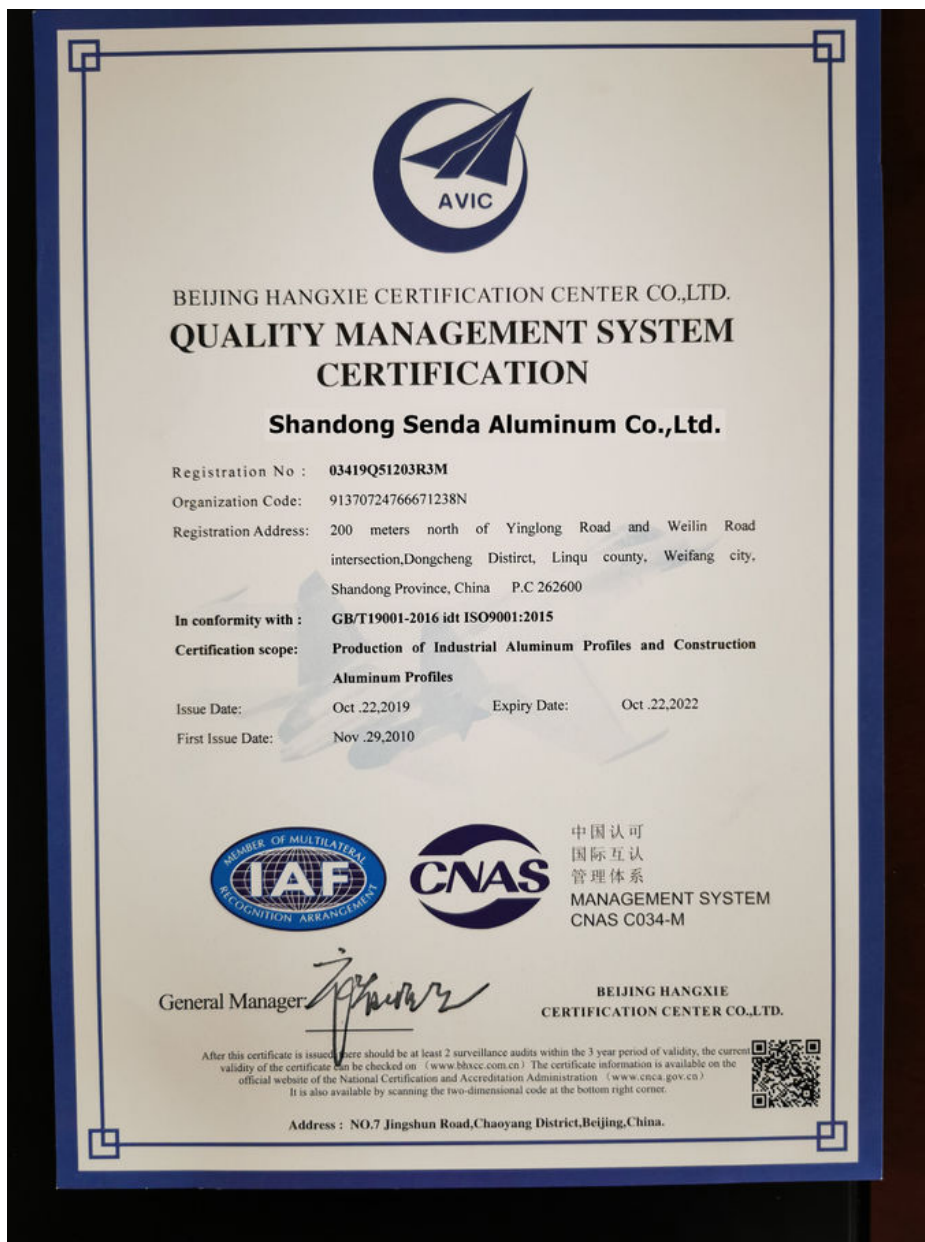 AVIC
BEIJING HANGXIE CERTIFICATION CENTER CO.,LTD.
QUALITY MANAGEMENT SYSTEM
CERTIFICATION
Shandong Senda Aluminum Co.,Ltd.
Registration No : 03419Q51203R3M
Organization Code: 91370724766671238N
Registration Address: 200 meters north of Yinglong Road and Weilin Road
intersection,Dongcheng Distirct, Linqu county, Weifang city,
Shandong Province, China P.C 262600
In conformity with : GB/T19001-2016 idt ISO9001:2015
Certification scope: Production of Industrial Aluminum Profiles and Construction
Aluminum Profiles
Issue Date: Oct .22,2019 Expiry Date: Oct .22,2022
First Issue Date: Nov .29,2010
MEMBER OF MULTILATERAL
IAF
RECOGNITION ARRANGEMENT
CNAS
中国认可
国际互认
管理体系
MANAGEMENT SYSTEM
CNAS C034-M
General Manager:
BEIJING HANGXIE
CERTIFICATION CENTER CO.,LTD.
After this certificate is issued, there should be at least 2 surveillance audits within the 3 year period of validity, the current
validity of the certificate can be checked on （www.bhxcc.com.cn）The certificate information is available on the
official website of the National Certification and Accreditation Administration （www.cnca.gov.cn）
It is also available by scanning the two-dimensional code at the bottom right corner.
Address : NO.7 Jingshun Road,Chaoyang District,Beijing,China.